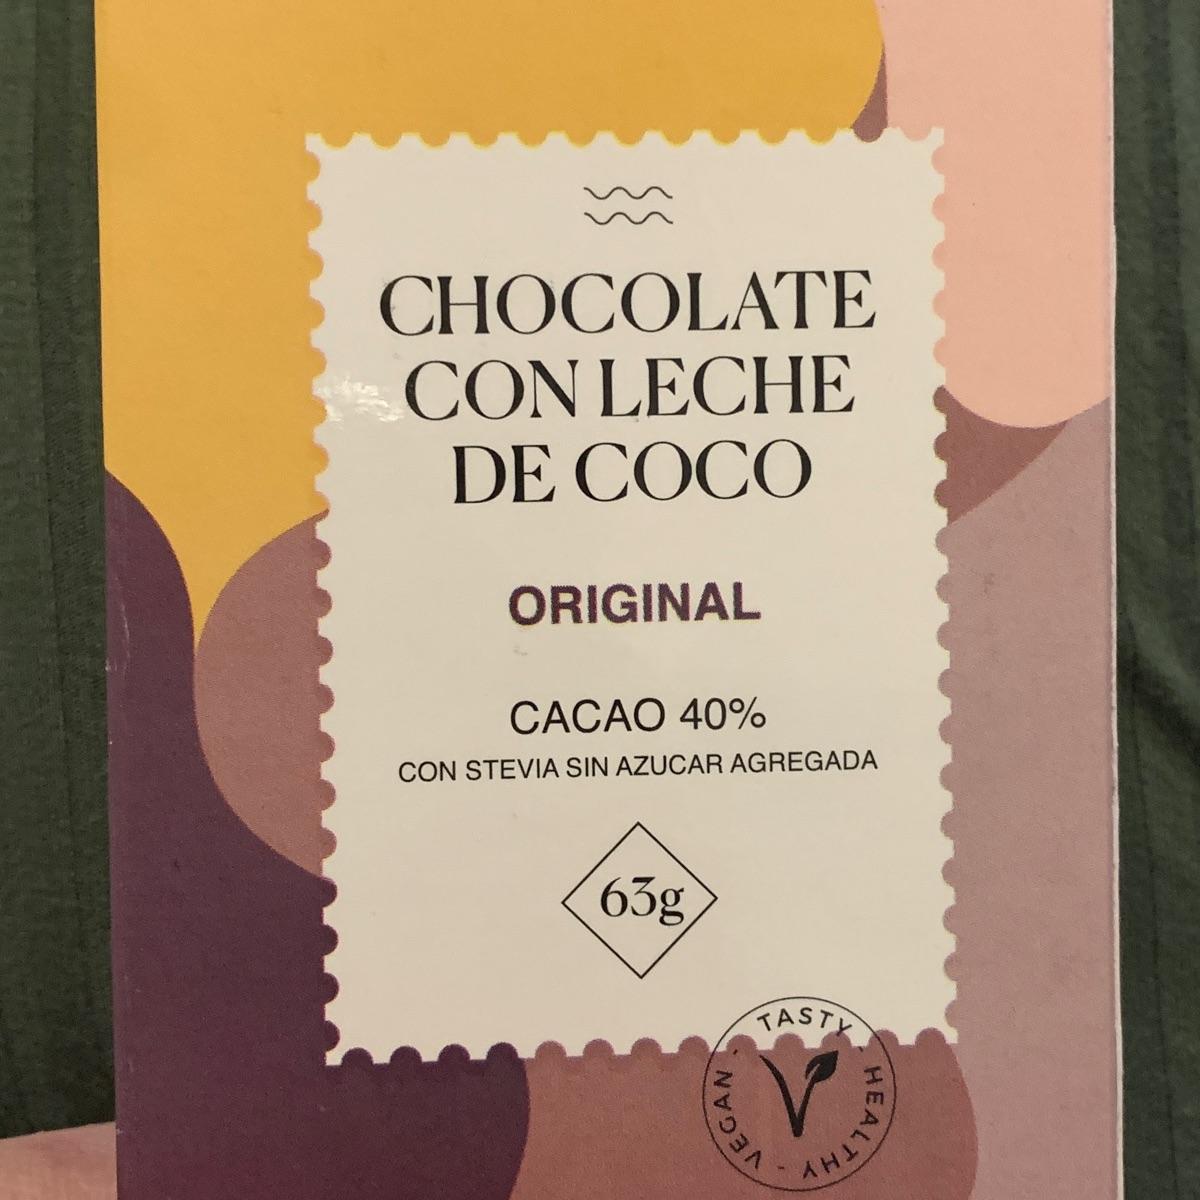 CHOCOLATE
CON LECHE
DE COCO
ORIGINAL
CACAO 40%
CON STEVIA SIN AZUCAR AGREGADA
63g
TASTY - HEALTHY - VEGAN -